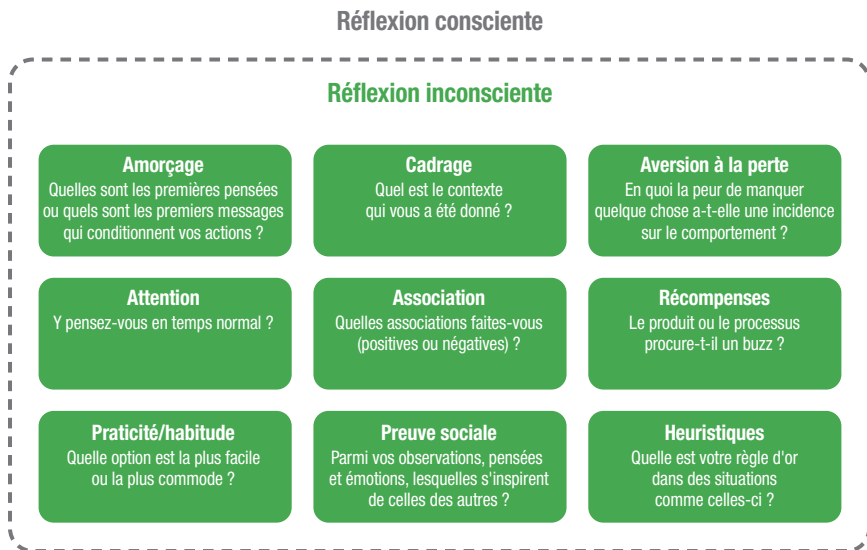 Réflexion consciente
Réflexion inconsciente
Amorçage
Quelles sont les premières pensées
ou quels sont les premiers messages
qui conditionnent vos actions ?
Cadrage
Quel est le contexte
qui vous a été donné ?
Aversion à la perte
En quoi la peur de manquer
quelque chose a-t-elle une incidence
sur le comportement ?
Attention
Y pensez-vous en temps normal ?
Association
Quelles associations faites-vous
(positives ou négatives) ?
Récompenses
Le produit ou le processus
procure-t-il un buzz ?
Praticité/habitude
Quelle option est la plus facile
ou la plus commode ?
Preuve sociale
Parmi vos observations, pensées
et émotions, lesquelles s'inspirent
de celles des autres ?
Heuristiques
Quelle est votre règle d'or
dans des situations
comme celles-ci ?